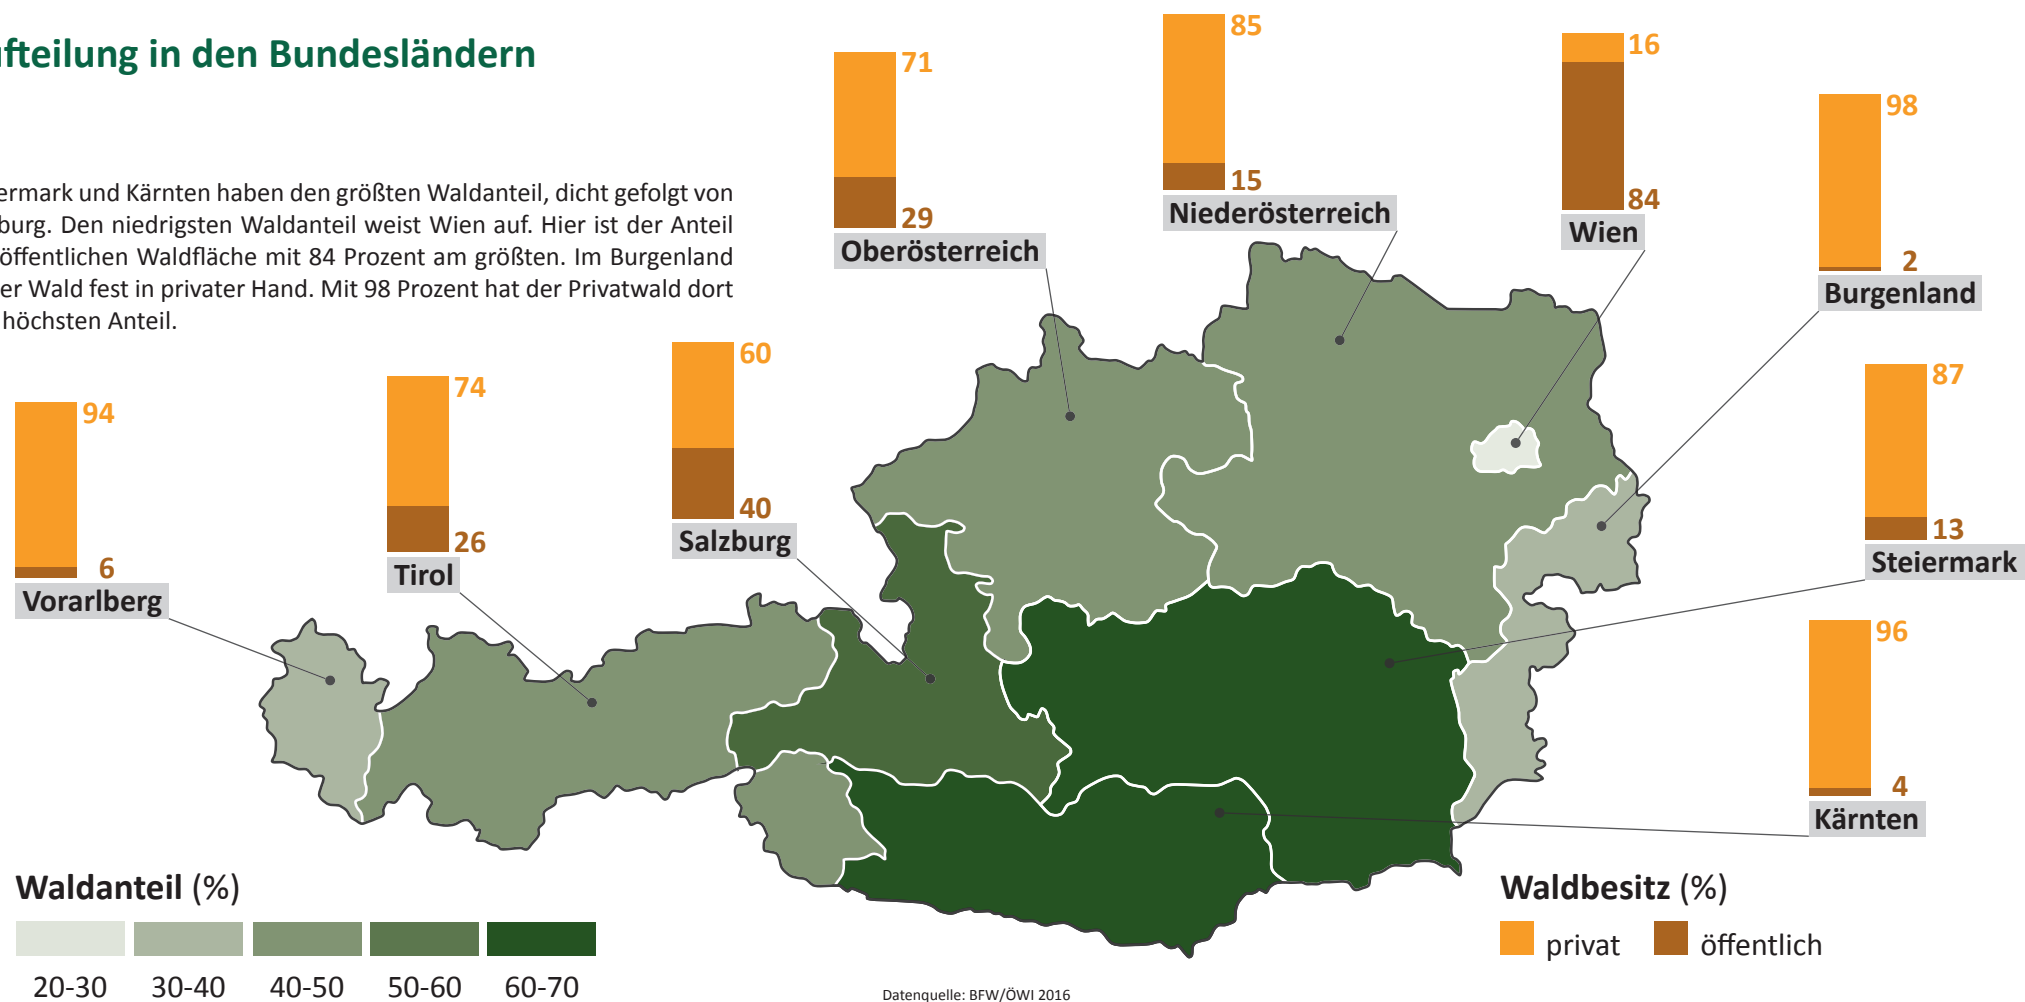 ufteilung in den Bundesländern
ermark und Kärnten haben den größten Waldanteil, dicht gefolgt von
burg. Den niedrigsten Waldanteil weist Wien auf. Hier ist der Anteil
öffentlichen Waldfläche mit 84 Prozent am größten. Im Burgenland
er Wald fest in privater Hand. Mit 98 Prozent hat der Privatwald dort
höchsten Anteil.
71
29
Oberösterreich
85
15
Niederösterreich
16
84
Wien
98
2
Burgenland
94
6
Vorarlberg
74
26
Tirol
60
40
Salzburg
87
13
Steiermark
96
4
Kärnten
Waldanteil (%)
20-30 30-40 40-50 50-60 60-70
Waldbesitz (%)
privat öffentlich
Datenquelle: BFW/ÖWI 2016